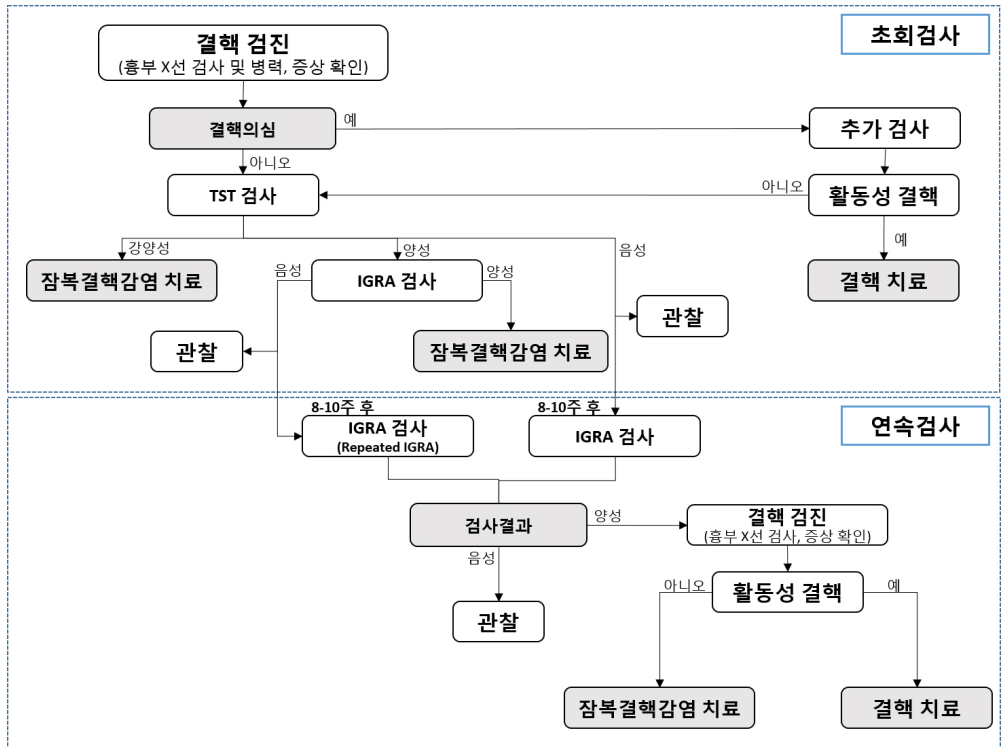 초회검사
결핵 검진
(흉부 X선 검사 및 병력, 증상 확인)
결핵의심
예
추가 검사
아니오
TST 검사
아니오
활동성 결핵
강양성
양성
음성
예
잠복결핵감염 치료
음성
IGRA 검사
양성
결핵 치료
관찰
관찰
잠복결핵감염 치료
8-10주 후
8-10주 후
연속검사
IGRA 검사
(Repeated IGRA)
IGRA 검사
검사결과
양성
결핵 검진
(흉부 X선 검사, 증상 확인)
음성
아니오
활동성 결핵
예
관찰
잠복결핵감염 치료
결핵 치료